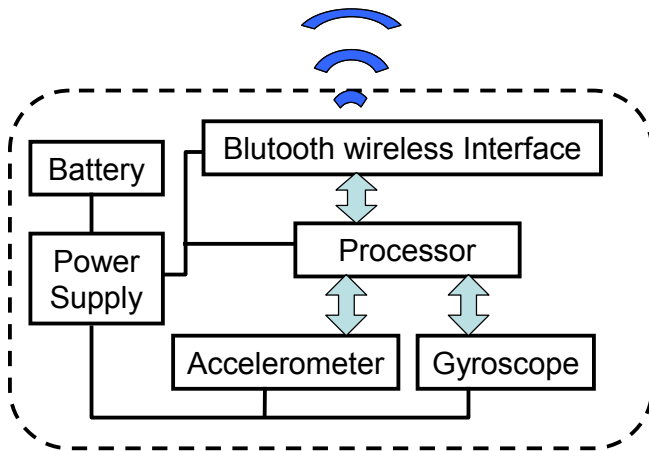 Blutooth wireless Interface
Battery
Processor
Power
Supply
Accelerometer
Gyroscope